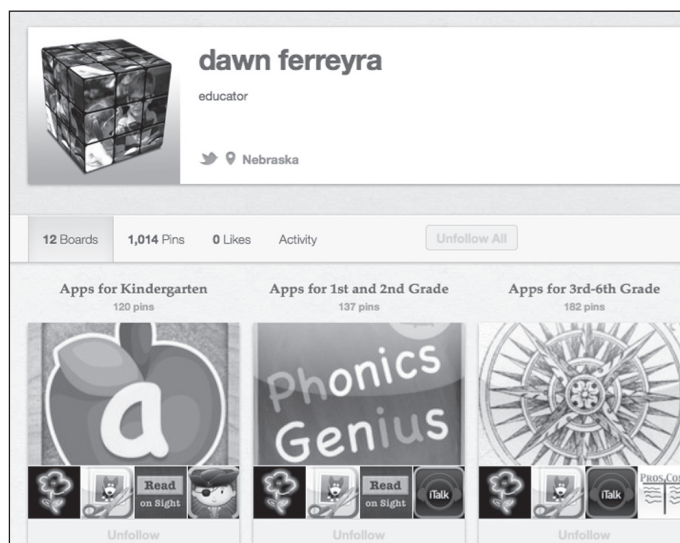 dawn ferreyra
educator
Nebraska
12 Boards 1,014 Pins 0 Likes Activity Unfollow All
Apps for Kindergarten Apps for 1st and 2nd Grade Apps for 3rd-6th Grade
120 pins 137 pins 182 pins
a
Phonics
Genius
Read
on Sight
Read
on Sight
iTalk
iTalk
Unfollow Unfollow Unfollow